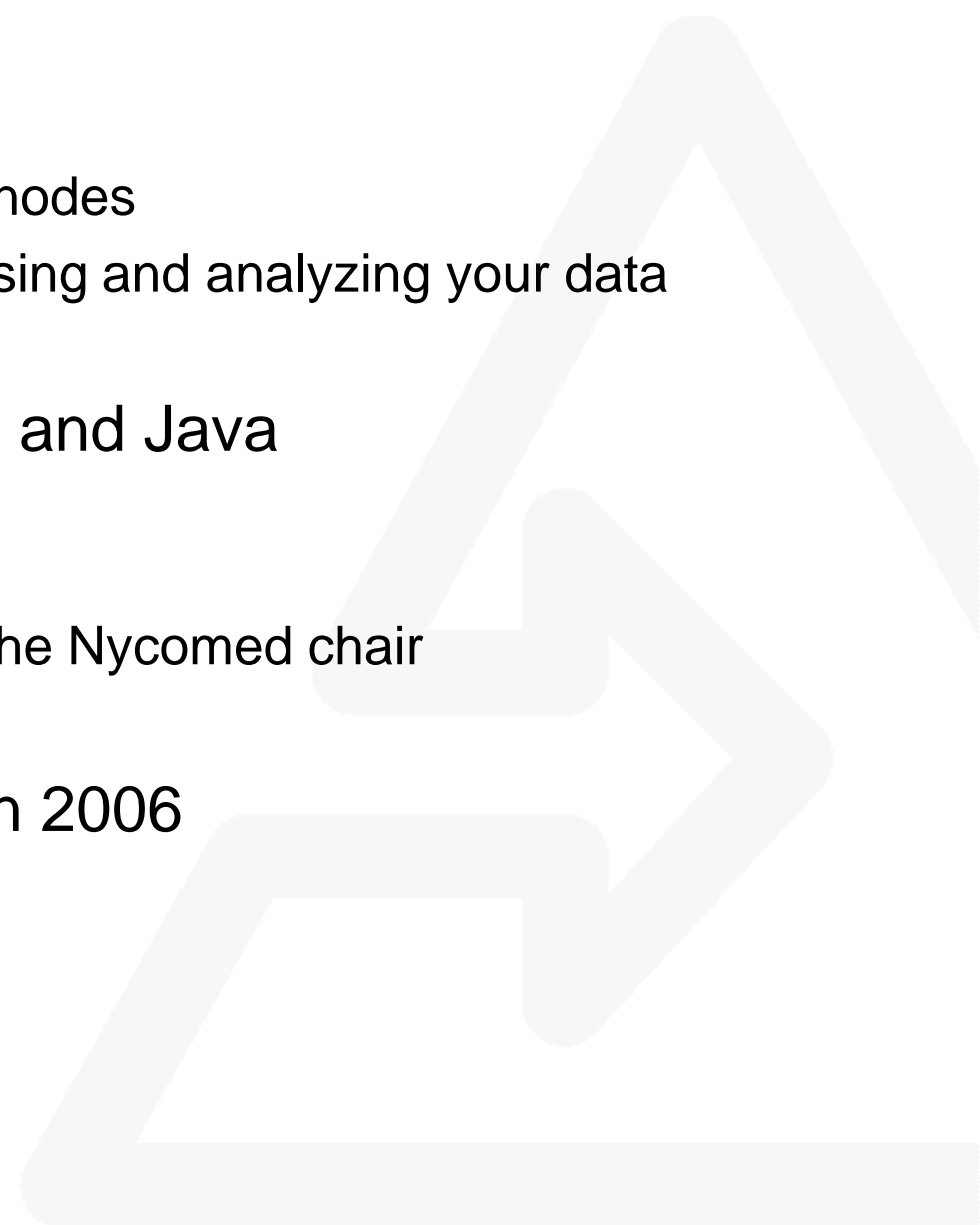 nodes
sing and analyzing your data
and Java
he Nycomed chair
n 2006